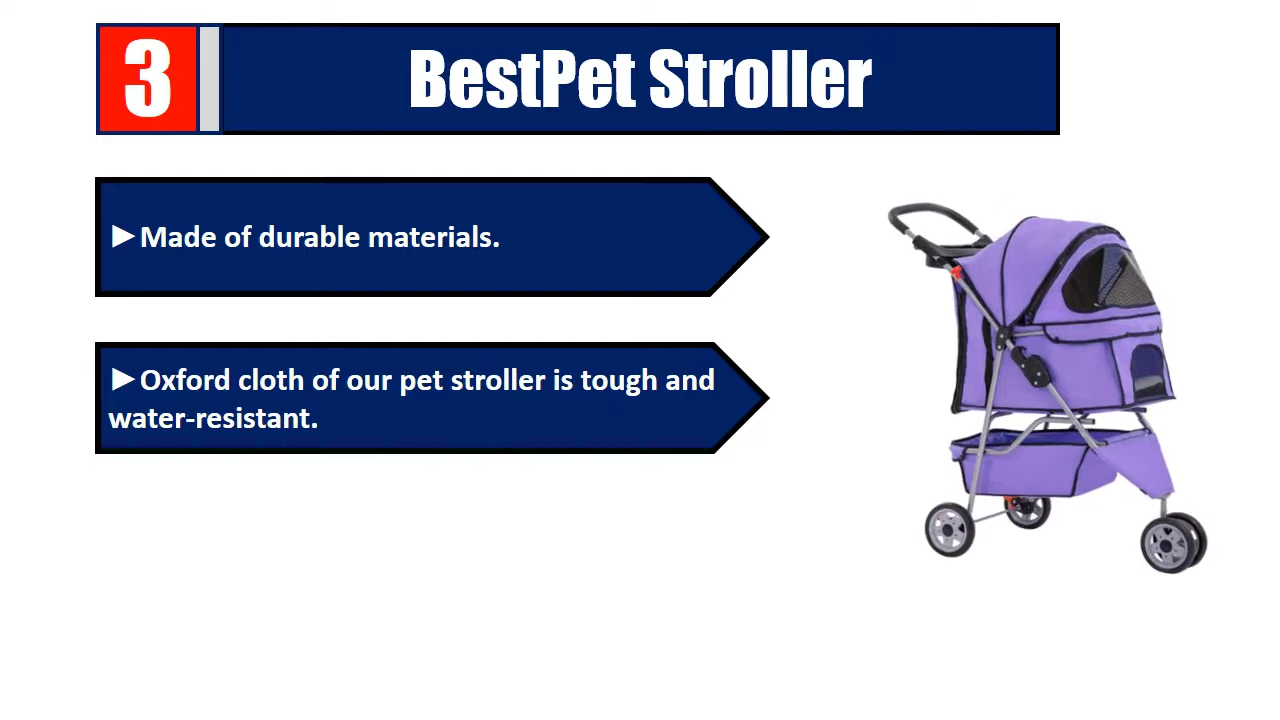 3
BestPet Stroller
►Made of durable materials.
►Oxford cloth of our pet stroller is tough and
water-resistant.